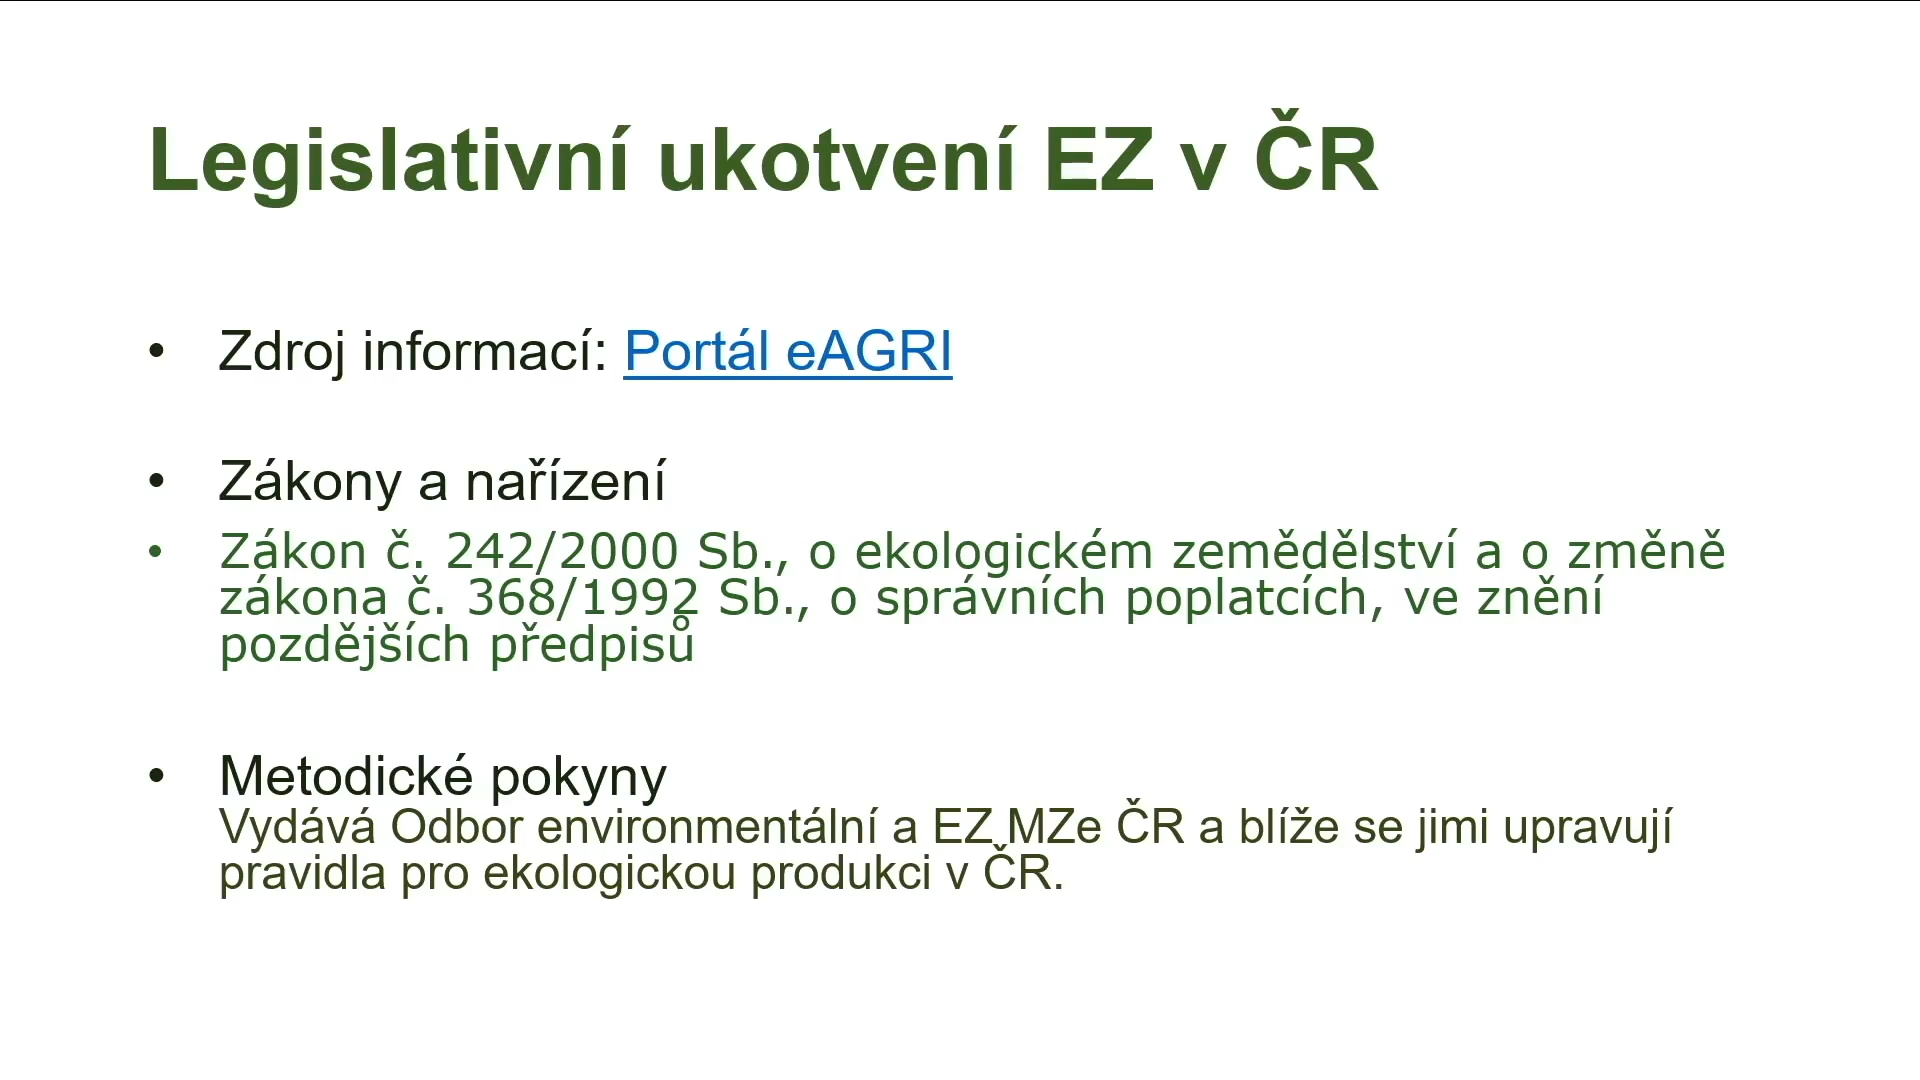 Legislativní ukotvení EZ v ČR
• Zdroj informací: Portál eAGRI
• Zákony a nařízení
• Zákon č. 242/2000 Sb., o ekologickém zemědělství a o změně
zákona č. 368/1992 Sb., o správních poplatcích, ve znění
pozdějších předpisů
• Metodické pokyny
Vydává Odbor environmentální a EZ MZe ČR a blíže se jimi upravují
pravidla pro ekologickou produkci v ČR.